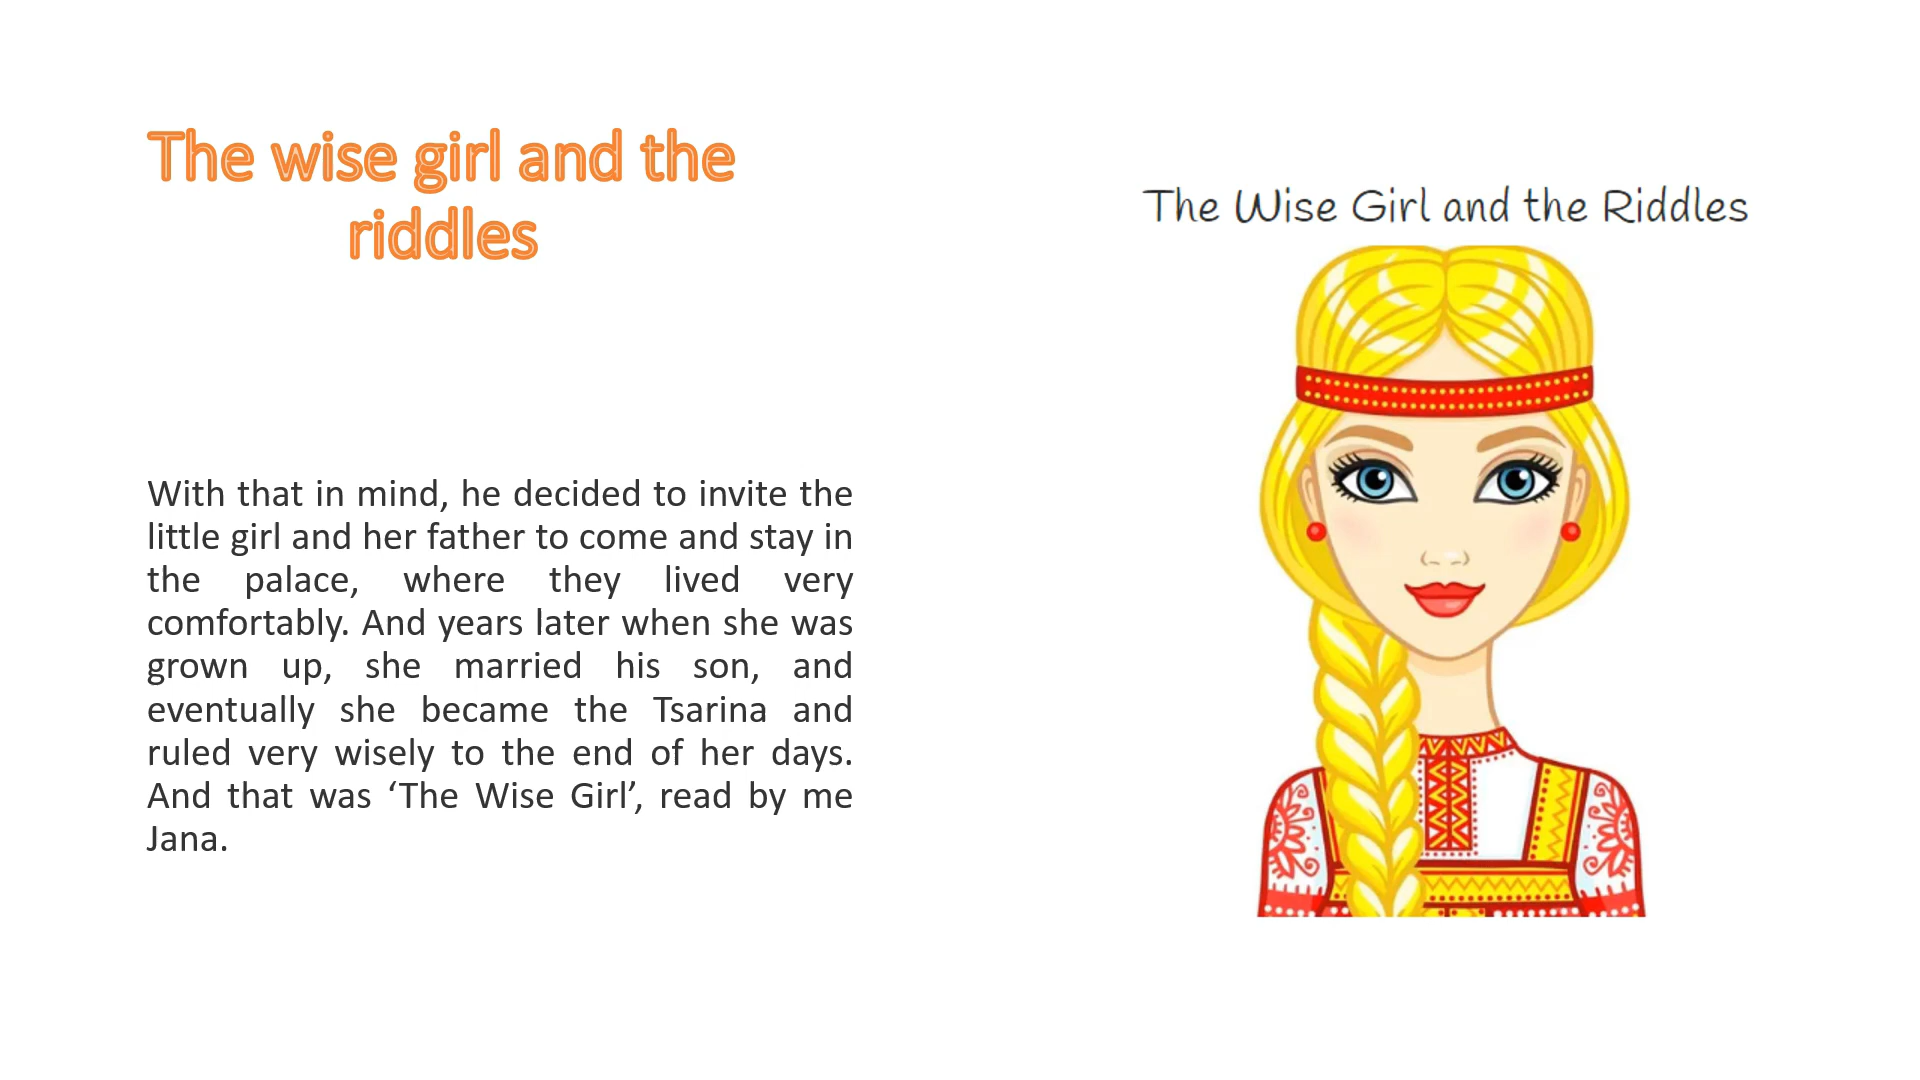 The wise girl and the
riddles
With that in mind, he decided to invite the
little girl and her father to come and stay in
the palace, where they lived very
comfortably. And years later when she was
grown up, she married his son, and
eventually she became the Tsarina and
ruled very wisely to the end of her days.
And that was ‘The Wise Girl’, read by me
Jana.
The Wise Girl and the Riddles